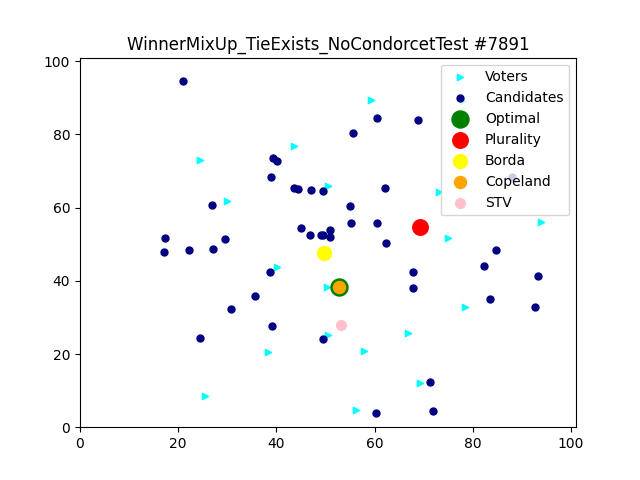 WinnerMixUp_TieExists_NoCondorcetTest #7891
100
80
60
40
20
0
0 20 40 60 80 100
Voters
Candidates
Optimal
Plurality
Borda
Copeland
STV